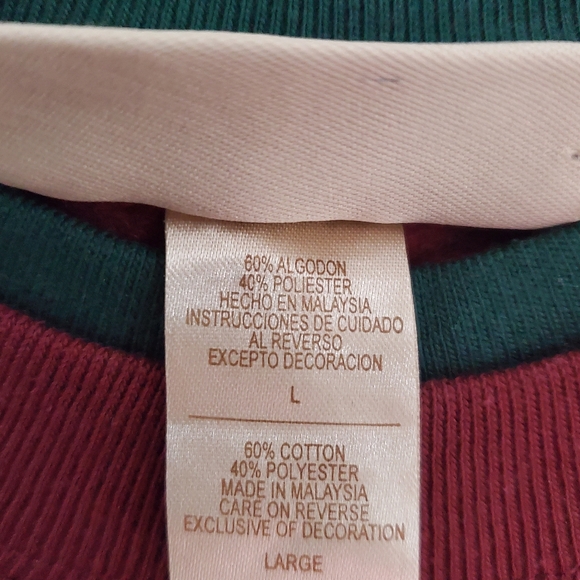 60% ALGODON
40% POLIESTER
HECHO EN MALAYSIA
INSTRUCCIONES DE CUIDADO
AL REVERSO
EXCEPTO DECORACION
L
60% COTTON
40% POLYESTER
MADE IN MALAYSIA
CARE ON REVERSE
EXCLUSIVE OF DECORATION
LARGE